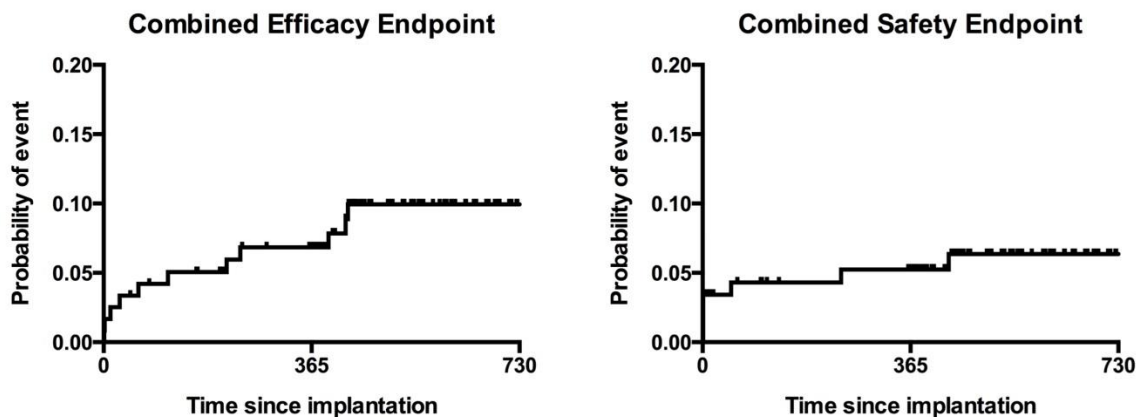 Combined Efficacy Endpoint
Probability of event
0.20
0.15
0.10
0.05
0.00
0
365
730
Time since implantation
Combined Safety Endpoint
Probability of event
0.20
0.15
0.10
0.05
0.00
0
365
730
Time since implantation